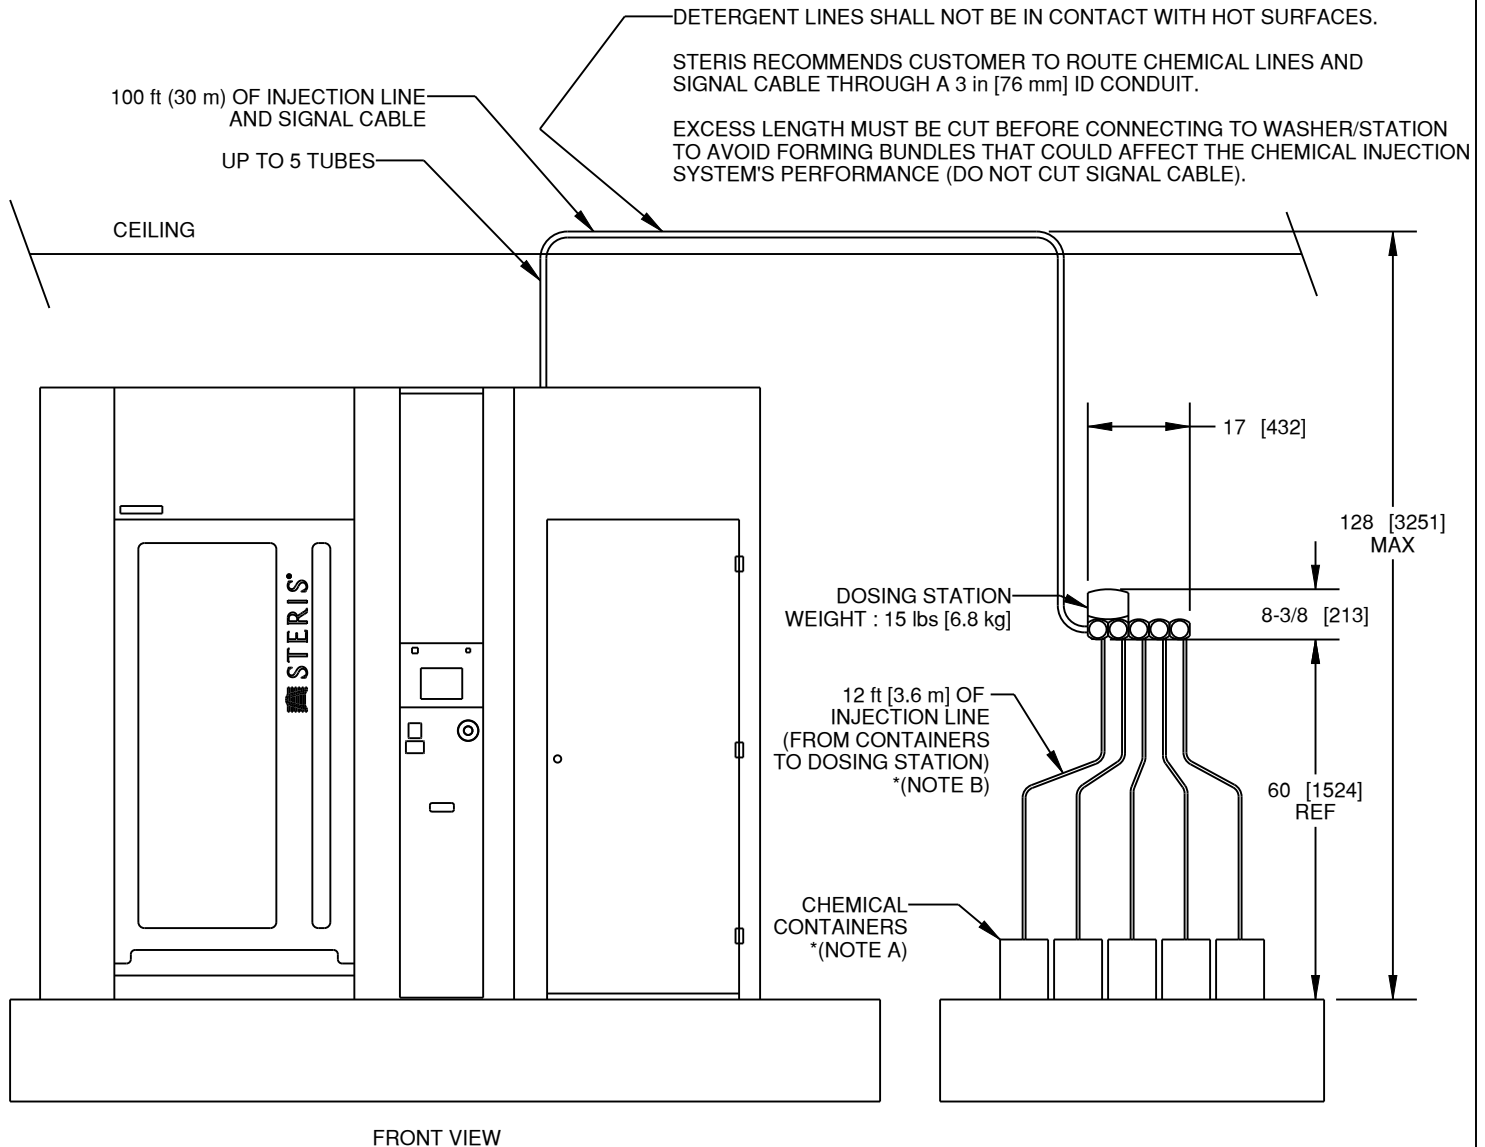 DETERGENT LINES SHALL NOT BE IN CONTACT WITH HOT SURFACES.
STERIS RECOMMENDS CUSTOMER TO ROUTE CHEMICAL LINES AND
SIGNAL CABLE THROUGH A 3 in [76 mm] ID CONDUIT.
EXCESS LENGTH MUST BE CUT BEFORE CONNECTING TO WASHER/STATION
TO AVOID FORMING BUNDLES THAT COULD AFFECT THE CHEMICAL INJECTION
SYSTEM'S PERFORMANCE (DO NOT CUT SIGNAL CABLE).
100 ft (30 m) OF INJECTION LINE
AND SIGNAL CABLE
UP TO 5 TUBES
CEILING
17 [432]
128 [3251]
MAX
DOSING STATION
WEIGHT : 15 lbs [6.8 kg]
8-3/8 [213]
STERIS
12 ft [3.6 m] OF
INJECTION LINE
(FROM CONTAINERS
TO DOSING STATION)
*(NOTE B)
60 [1524]
REF
CHEMICAL
CONTAINERS
*(NOTE A)
FRONT VIEW